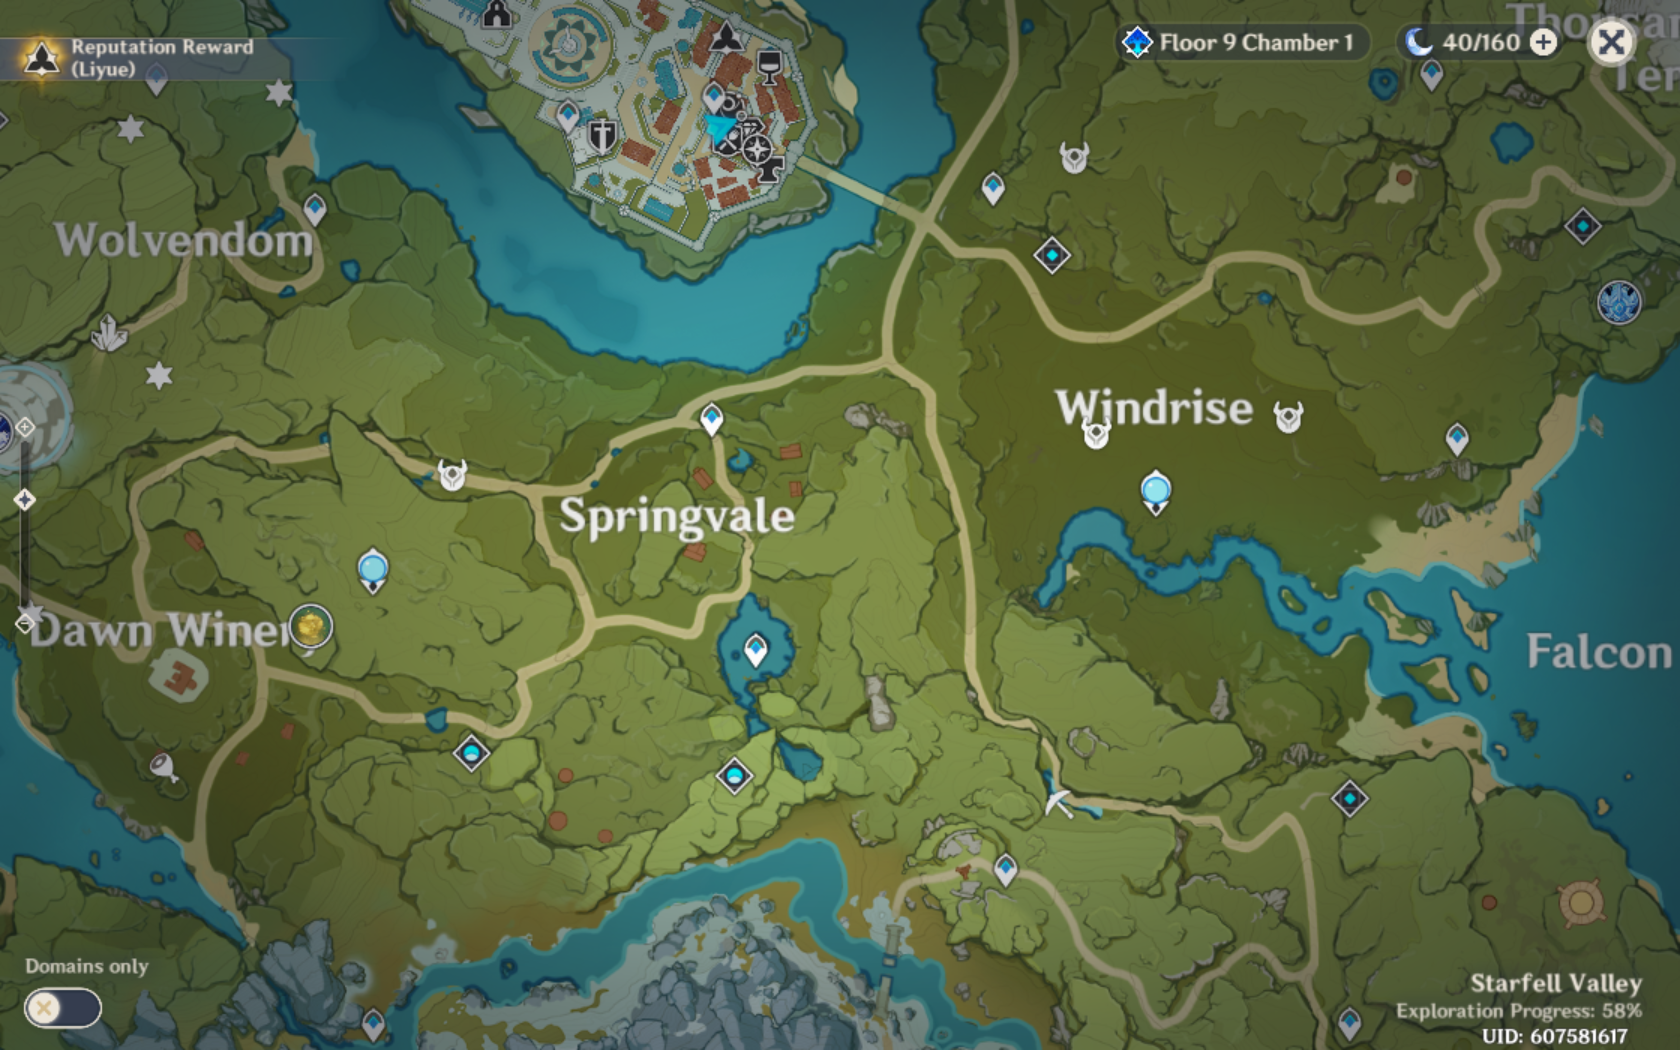 Reputation Reward
(Liyue)
Floor 9 Chamber 1
40/160
Wolvendom
Windrise
Springvale
Dawn Winer
Falcon
Domains only
Starfell Valley
Exploration Progress: 58%
UID: 607581617